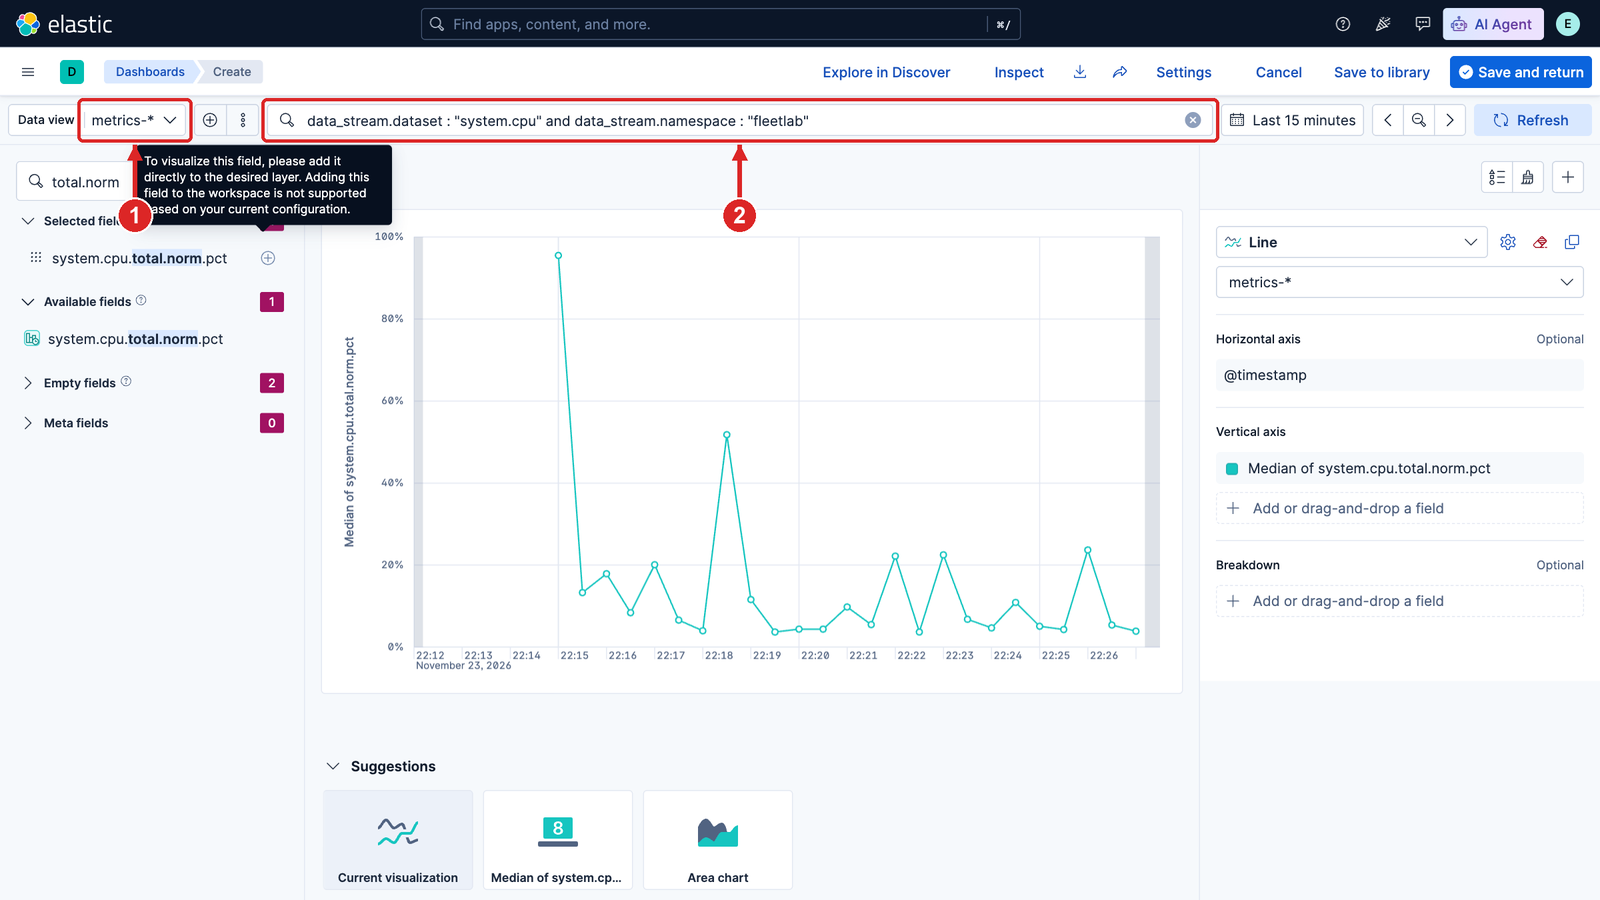 elastic
Find apps, content, and more.
⌘/
AI Agent
E
D
Dashboards
Create
Explore in Discover
Inspect
Settings
Cancel
Save to library
Save and return
Data view
metrics-*
data_stream.dataset : "system.cpu" and data_stream.namespace : "fleetlab"
Last 15 minutes
Refresh
total.norm
To visualize this field, please add it
directly to the desired layer. Adding this
field to the workspace is not supported
based on your current configuration.
1
2
Selected
system.cpu.total.norm.pct
Available fields
1
system.cpu.total.norm.pct
Empty fields
2
Meta fields
0
100%
80%
60%
40%
20%
0%
Median of system.cpu.total.norm.pct
22:12 22:13 22:14 22:15 22:16 22:17 22:18 22:19 22:20 22:21 22:22 22:23 22:24 22:25 22:26
November 23, 2026
Suggestions
Current visualization
8
Median of system.cp...
Area chart
Line
metrics-*
Horizontal axis
Optional
@timestamp
Vertical axis
Median of system.cpu.total.norm.pct
Add or drag-and-drop a field
Breakdown
Optional
Add or drag-and-drop a field